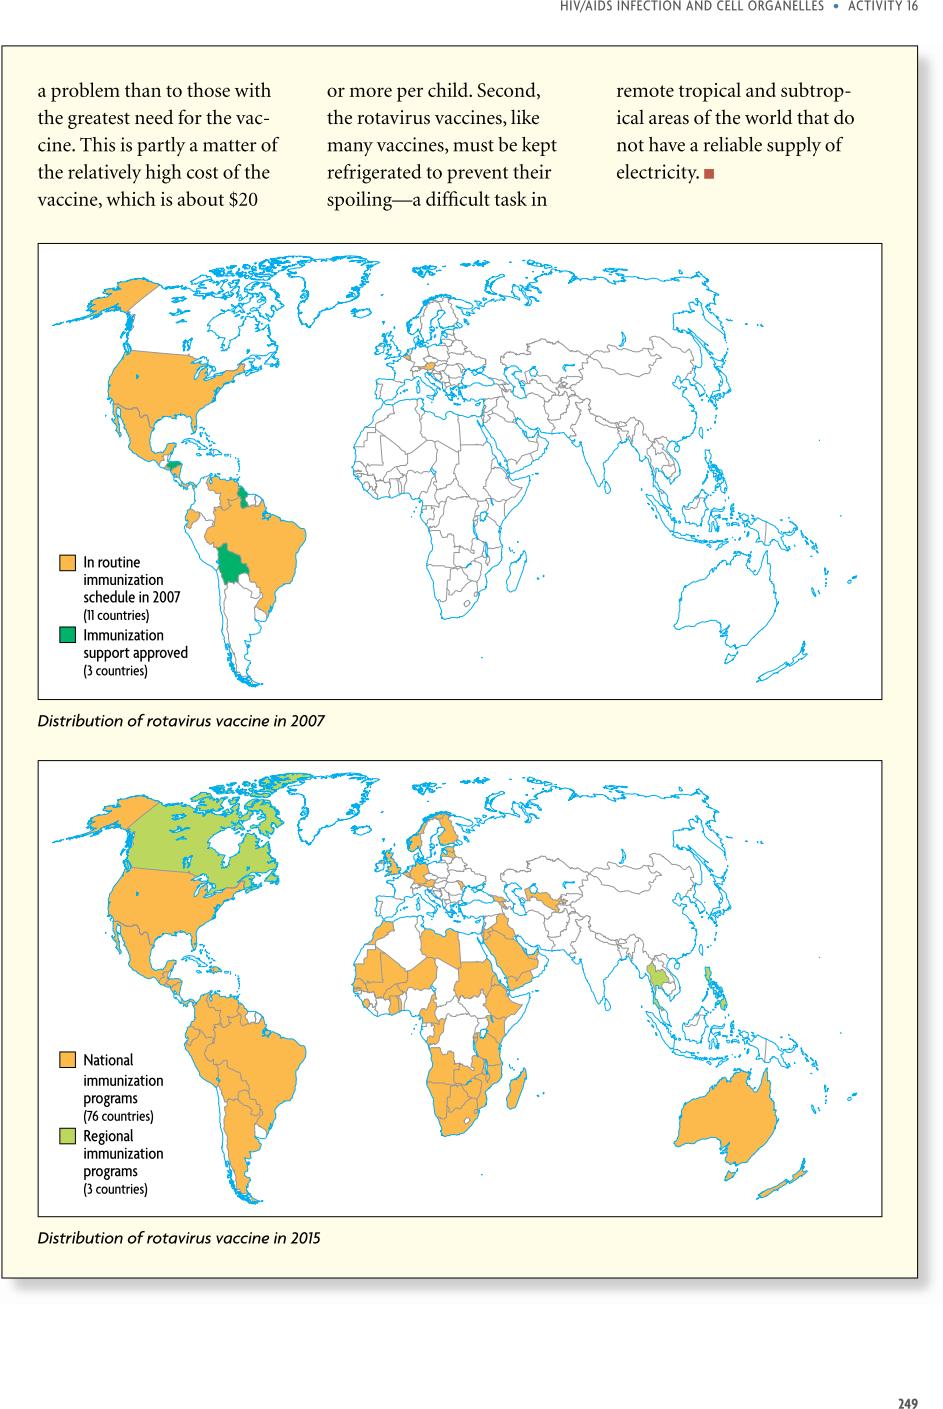 HIV/AIDS INFECTION AND CELL ORGANELLES • ACTIVITY 16
a problem than to those with
the greatest need for the vac-
cine. This is partly a matter of
the relatively high cost of the
vaccine, which is about $20
or more per child. Second,
the rotavirus vaccines, like
many vaccines, must be kept
refrigerated to prevent their
spoiling—a difficult task in
remote tropical and subtrop-
ical areas of the world that do
not have a reliable supply of
electricity. ■
In routine
immunization
schedule in 2007
(11 countries)
Immunization
support approved
(3 countries)
Distribution of rotavirus vaccine in 2007
National
immunization
programs
(76 countries)
Regional
immunization
programs
(3 countries)
Distribution of rotavirus vaccine in 2015
249